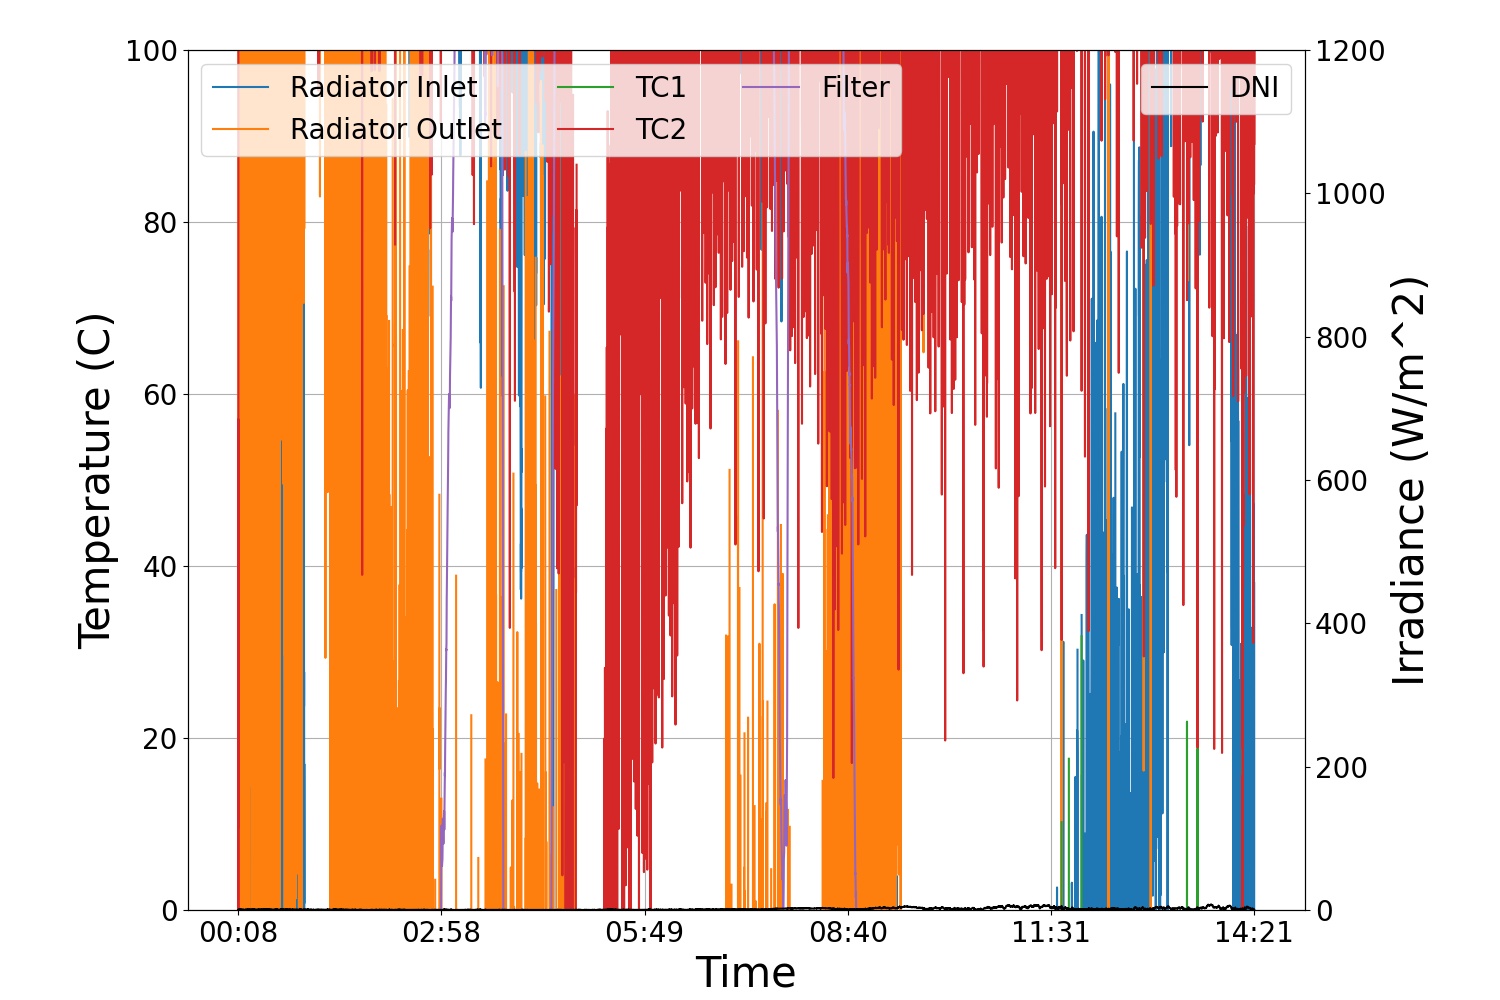 100
80
60
40
20
0
Temperature (C)
Radiator Inlet
Radiator Outlet
TC1
TC2
Filter
DNI
1200
1000
800
600
400
200
0
Irradiance (W/m^2)
00:08
02:58
05:49
08:40
11:31
14:21
Time